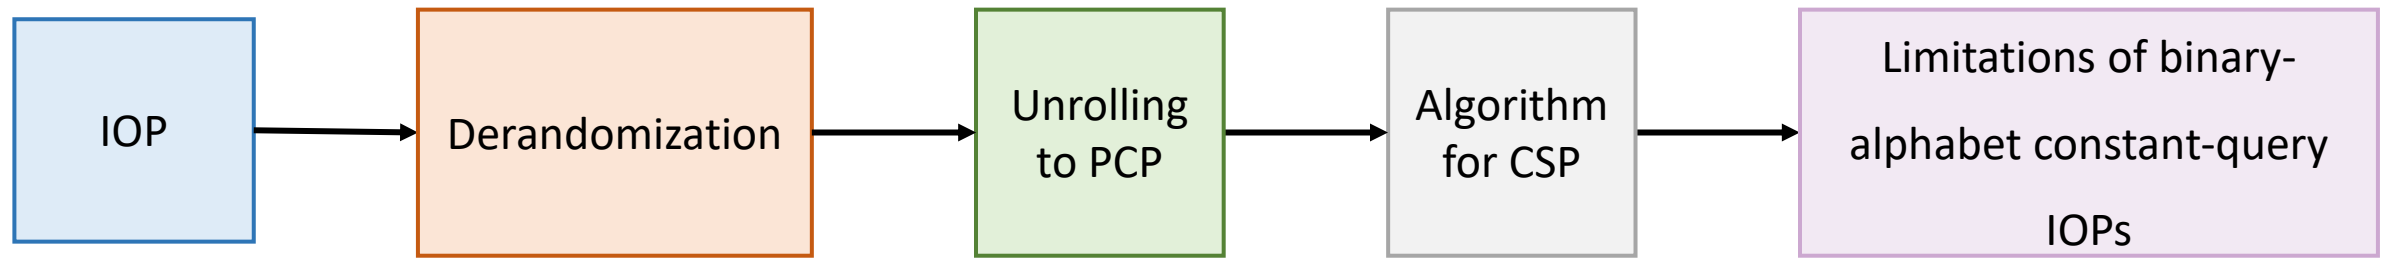 IOP
Derandomization
Unrolling
to PCP
Algorithm
for CSP
Limitations of binary-
alphabet constant-query
IOPs